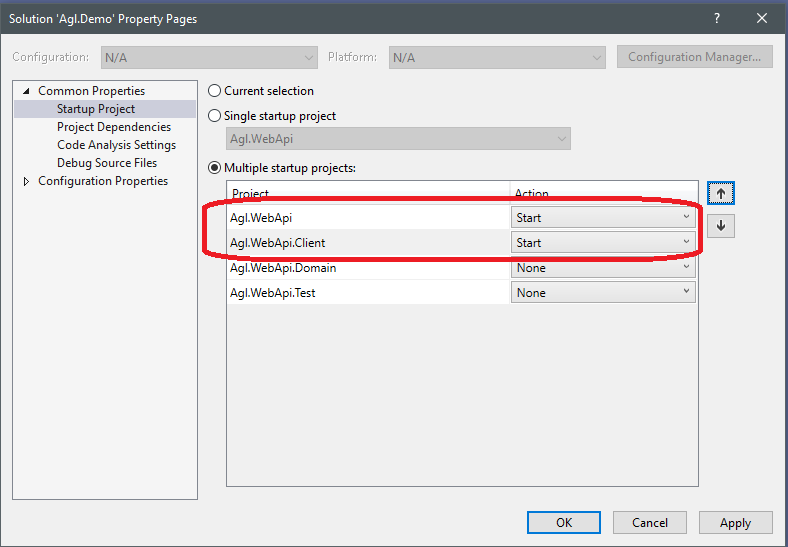 Solution 'Agl.Demo' Property Pages ?
Configuration: N/A Platform: N/A Configuration Manager...
Common Properties
Startup Project
Project Dependencies
Code Analysis Settings
Debug Source Files
Configuration Properties
Current selection
Single startup project
Agl.WebApi
Multiple startup projects:
Project Action
Agl.WebApi Start
Agl.WebApi.Client Start
Agl.WebApi.Domain None
Agl.WebApi.Test None
OK Cancel Apply